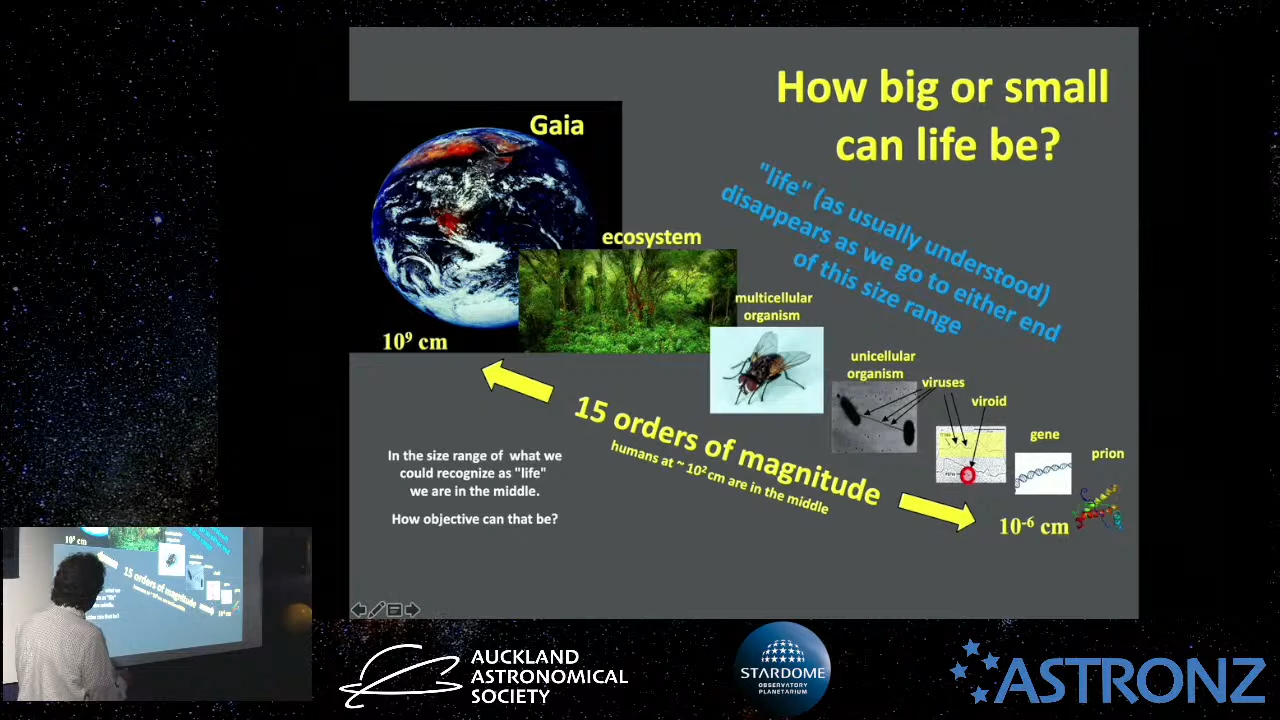 How big or small
can life be?
Gaia
"life" (as usually understood)
disappears as we go to either end
of this size range
ecosystem
multicellular
organism
10⁹ cm
unicellular
organism
viruses
viroid
gene
prion
15 orders of magnitude
humans at ~ 10² cm are in the middle
In the size range of what we
could recognize as "life"
we are in the middle.
How objective can that be?
10⁻⁶ cm
15 orders of magnitude
AUCKLAND
ASTRONOMICAL
SOCIETY
STARDOME
OBSERVATORY
PLANETARIUM
ASTRONZ